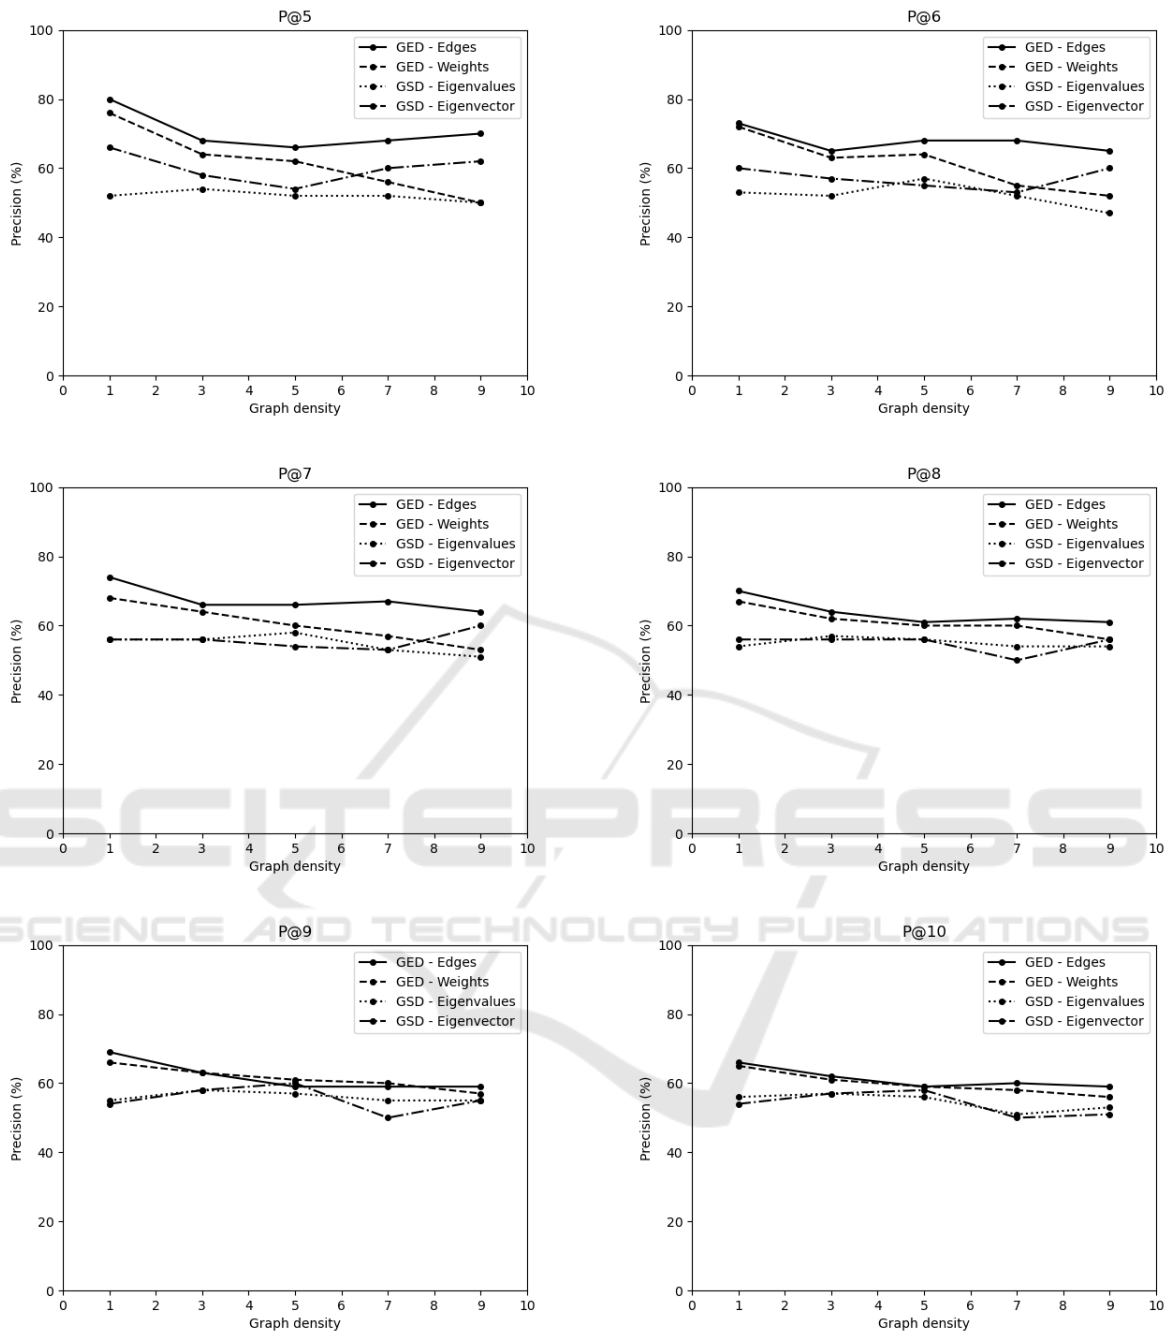 P@5
100
80
60
40
20
0
Precision (%)
GED - Edges
GED - Weights
GSD - Eigenvalues
GSD - Eigenvector
0 1 2 3 4 5 6 7 8 9 10
Graph density
P@6
100
80
60
40
20
0
Precision (%)
GED - Edges
GED - Weights
GSD - Eigenvalues
GSD - Eigenvector
0 1 2 3 4 5 6 7 8 9 10
Graph density
P@7
100
80
60
40
20
0
Precision (%)
GED - Edges
GED - Weights
GSD - Eigenvalues
GSD - Eigenvector
0 1 2 3 4 5 6 7 8 9 10
Graph density
P@8
100
80
60
40
20
0
Precision (%)
GED - Edges
GED - Weights
GSD - Eigenvalues
GSD - Eigenvector
0 1 2 3 4 5 6 7 8 9 10
Graph density
SCITEPRESS
SCIENCE AND TECHNOLOGY PUBLICATIONS
P@9
100
80
60
40
20
0
Precision (%)
GED - Edges
GED - Weights
GSD - Eigenvalues
GSD - Eigenvector
0 1 2 3 4 5 6 7 8 9 10
Graph density
P@10
100
80
60
40
20
0
Precision (%)
GED - Edges
GED - Weights
GSD - Eigenvalues
GSD - Eigenvector
0 1 2 3 4 5 6 7 8 9 10
Graph density